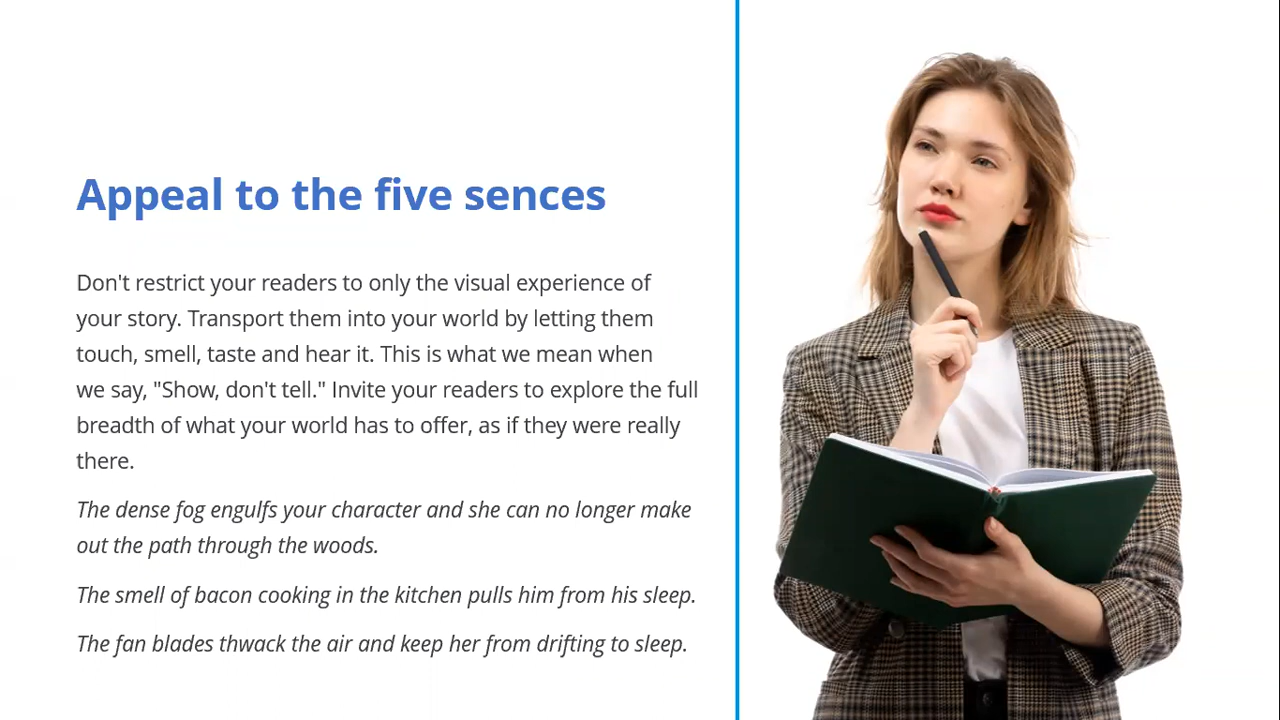 Appeal to the five sences
Don't restrict your readers to only the visual experience of
your story. Transport them into your world by letting them
touch, smell, taste and hear it. This is what we mean when
we say, "Show, don't tell." Invite your readers to explore the full
breadth of what your world has to offer, as if they were really
there.
The dense fog engulfs your character and she can no longer make
out the path through the woods.
The smell of bacon cooking in the kitchen pulls him from his sleep.
The fan blades thwack the air and keep her from drifting to sleep.